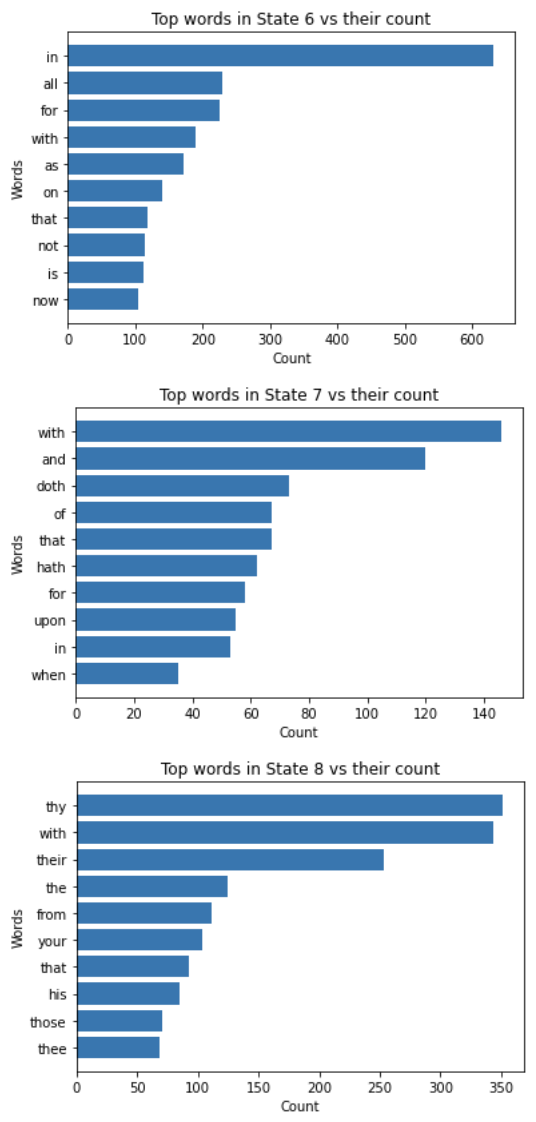 Top words in State 6 vs their count
in
all
for
with
as
on
that
not
is
now
Words
0 100 200 300 400 500 600
Count
Top words in State 7 vs their count
with
and
doth
of
that
hath
for
upon
in
when
Words
0 20 40 60 80 100 120 140
Count
Top words in State 8 vs their count
thy
with
their
the
from
your
that
his
those
thee
Words
0 50 100 150 200 250 300 350
Count